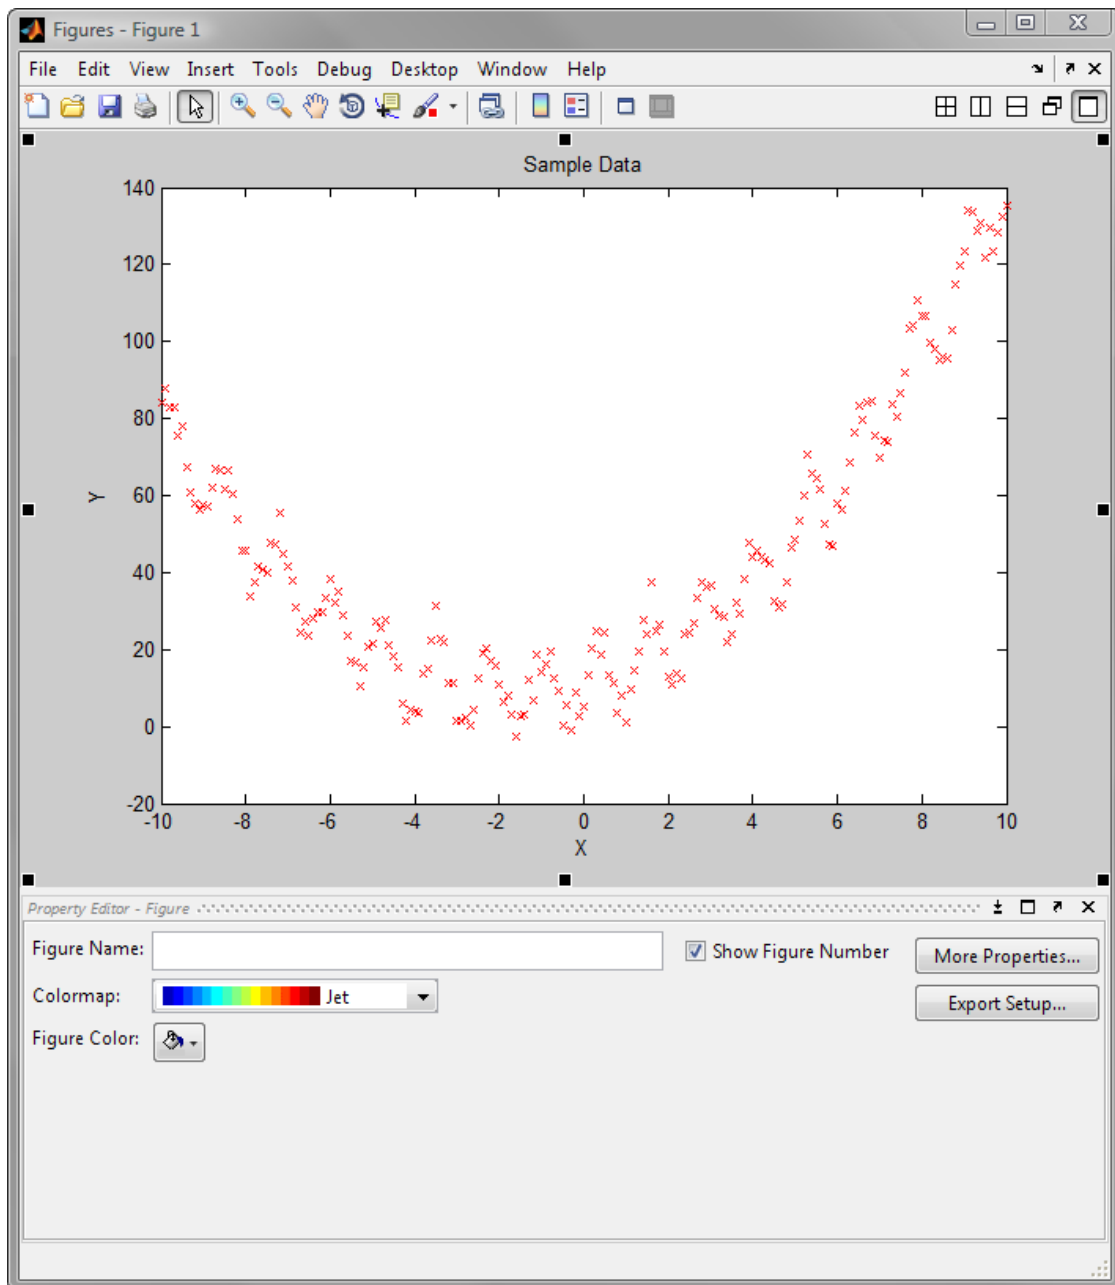 Figures - Figure 1
File Edit View Insert Tools Debug Desktop Window Help
Sample Data
140
120
100
80
60
40
20
0
-20
Y
-10 -8 -6 -4 -2 0 2 4 6 8 10
X
Property Editor - Figure
Figure Name:
Show Figure Number
More Properties...
Colormap:
Jet
Export Setup...
Figure Color: